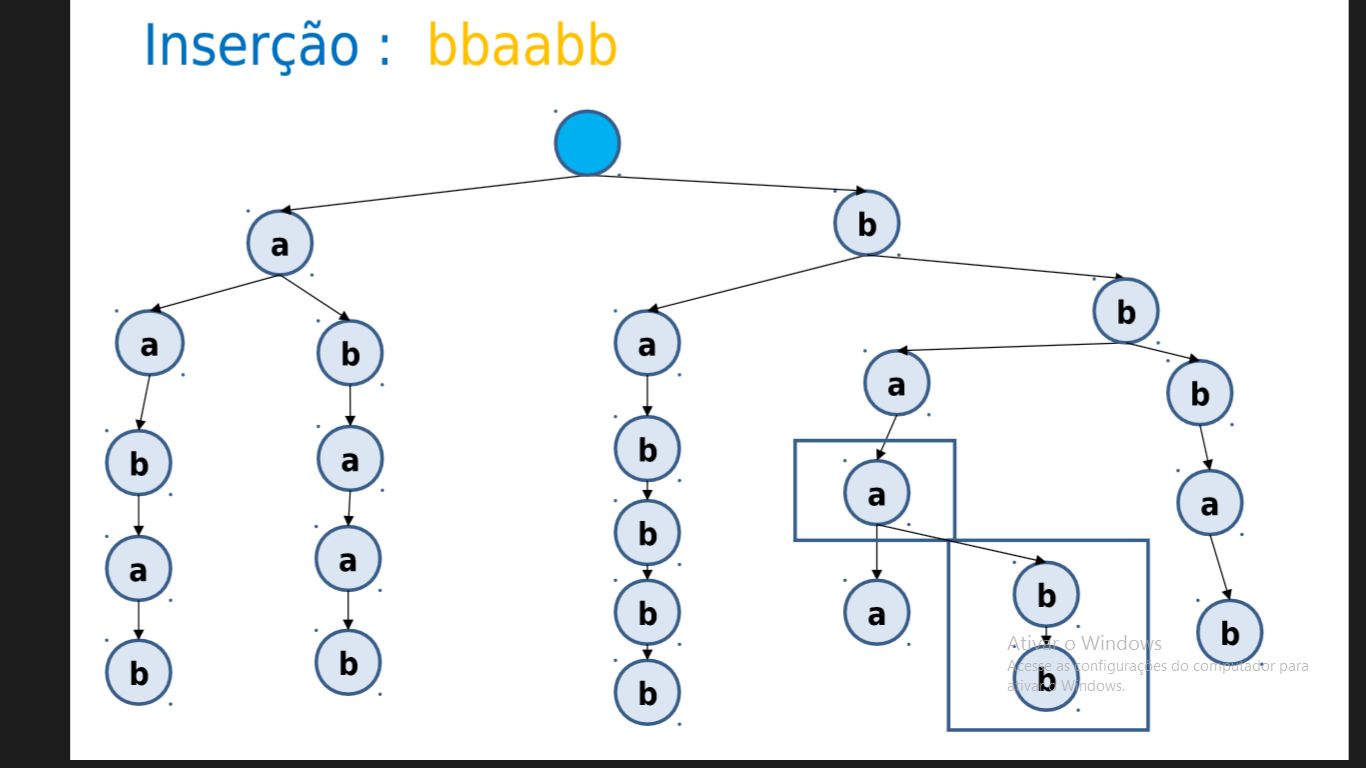 Inserção : bbaabb
a
b
a
b
a
b
a
b
b
a
b
a
a
a
b
a
b
b
a
b
b
b
b
b
b
Ativar o Windows
Acesse as configurações do computador para
ativar o Windows.